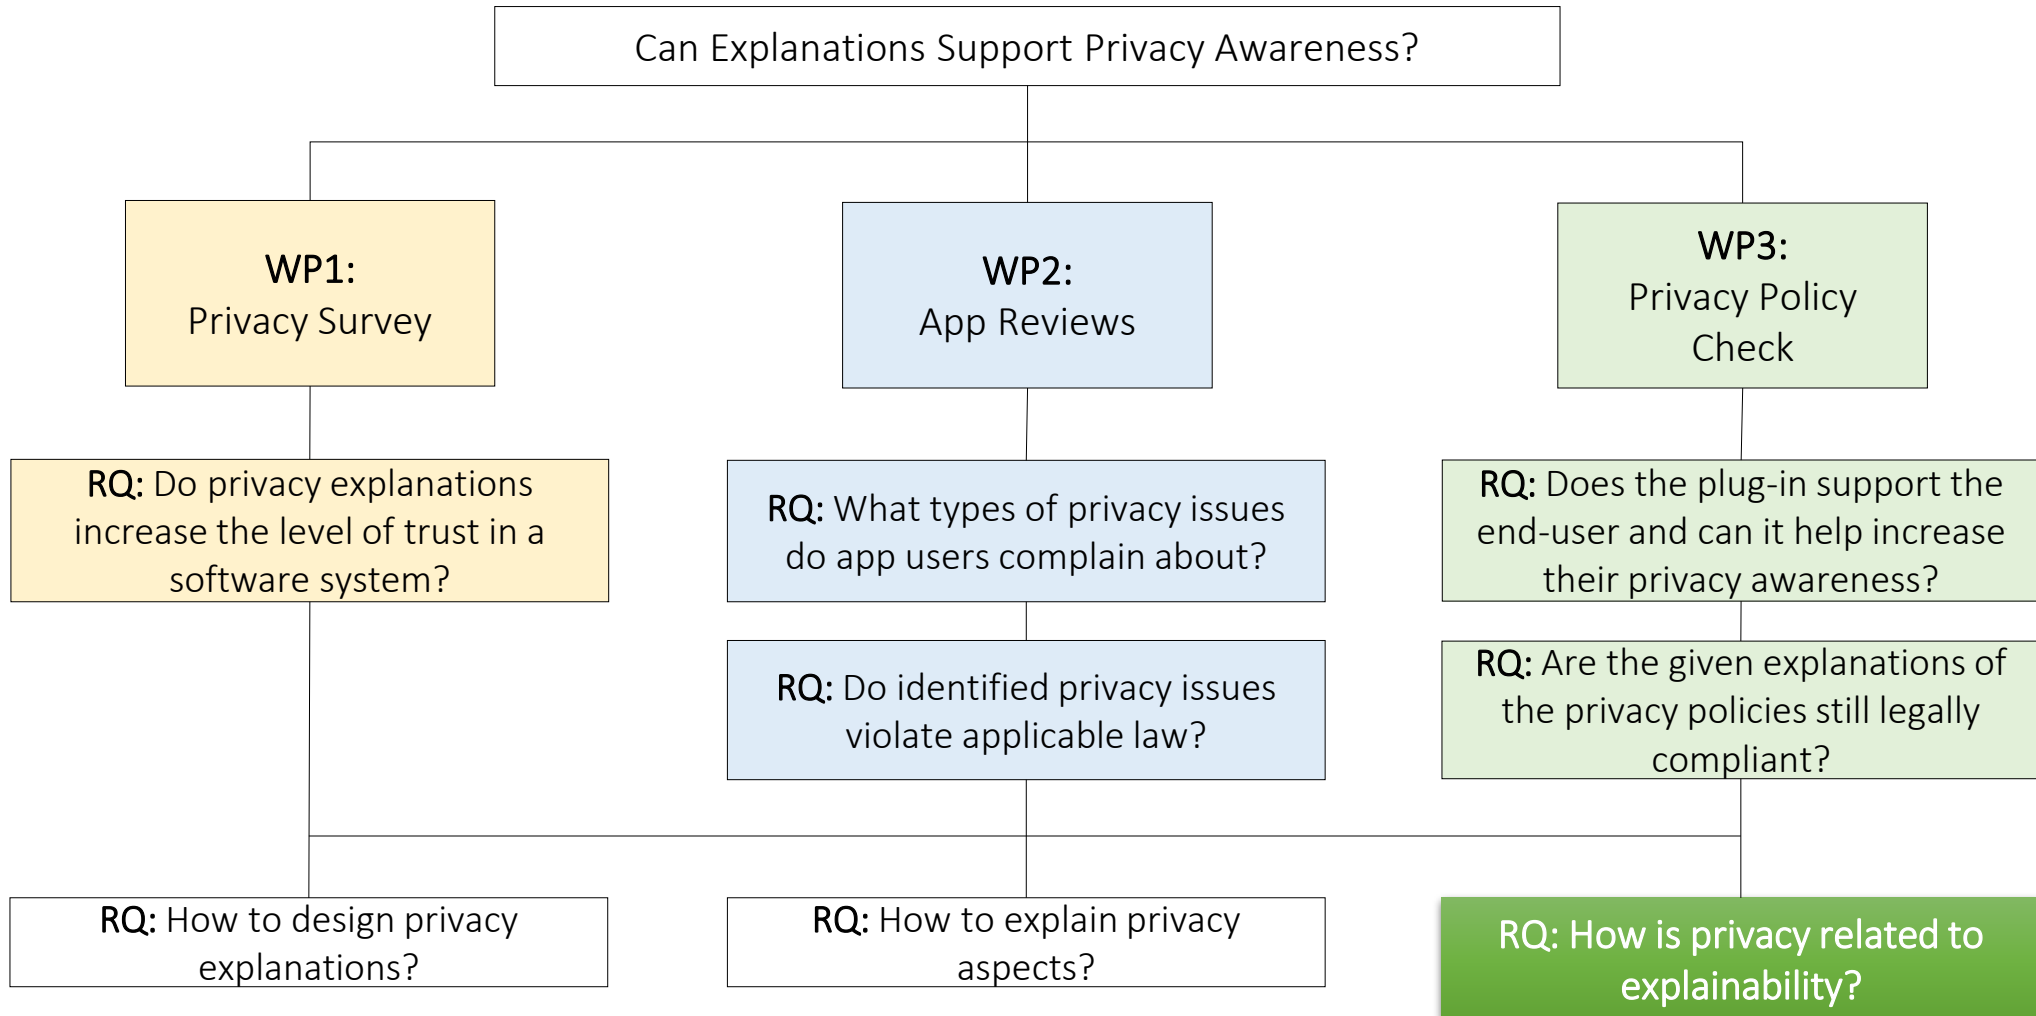 Can Explanations Support Privacy Awareness?
WP1:
Privacy Survey
WP2:
App Reviews
WP3:
Privacy Policy
Check
RQ: Do privacy explanations
increase the level of trust in a
software system?
RQ: What types of privacy issues
do app users complain about?
RQ: Does the plug-in support the
end-user and can it help increase
their privacy awareness?
RQ: Do identified privacy issues
violate applicable law?
RQ: Are the given explanations of
the privacy policies still legally
compliant?
RQ: How to design privacy
explanations?
RQ: How to explain privacy
aspects?
RQ: How is privacy related to
explainability?